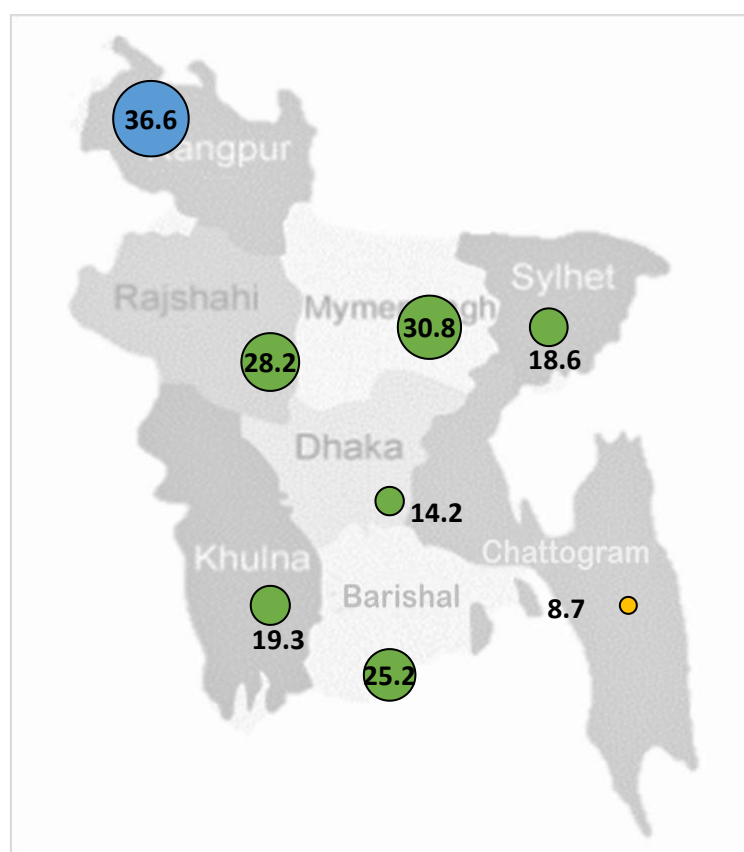 36.6
Rangpur
Sylhet
Rajshahi
Mymensingh
30.8
28.2
18.6
Dhaka
14.2
Chattogram
Khulna
Barishal
8.7
19.3
25.2